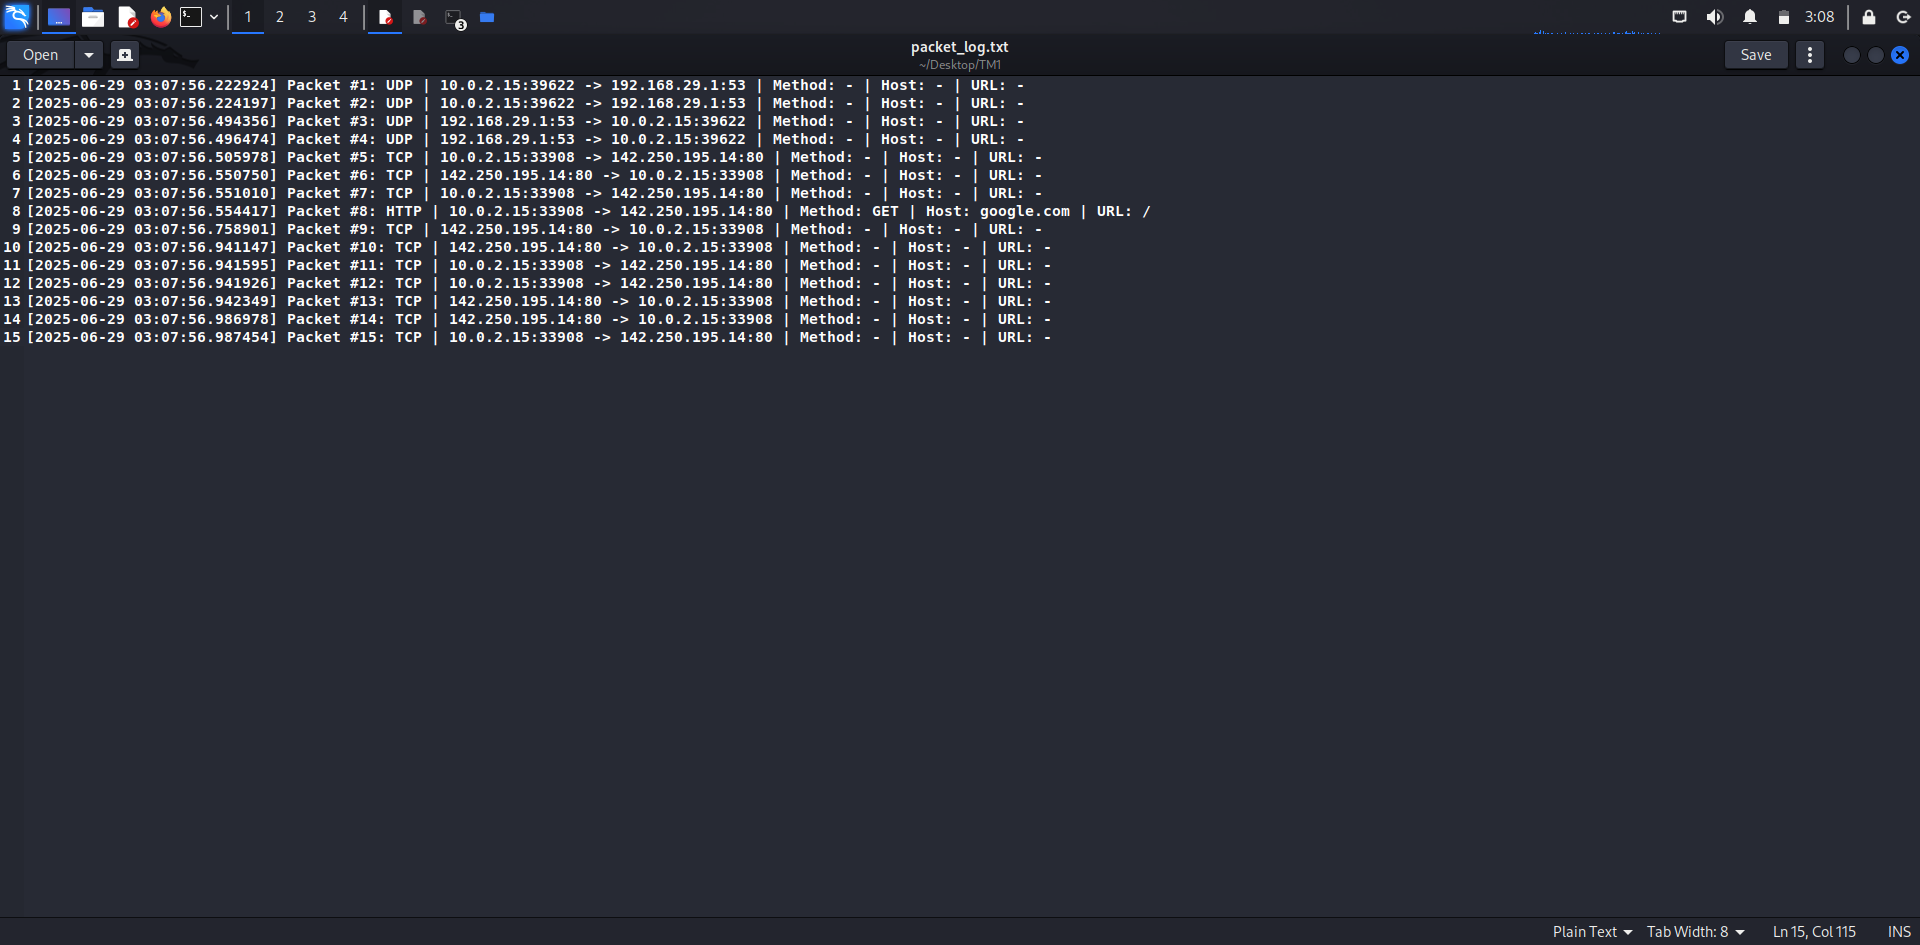 1 2 3 4
3
3:08
Open
packet_log.txt
~/Desktop/TM1
Save
1 [2025-06-29 03:07:56.222924] Packet #1: UDP | 10.0.2.15:39622 -> 192.168.29.1:53 | Method: - | Host: - | URL: -
2 [2025-06-29 03:07:56.224197] Packet #2: UDP | 10.0.2.15:39622 -> 192.168.29.1:53 | Method: - | Host: - | URL: -
3 [2025-06-29 03:07:56.494356] Packet #3: UDP | 192.168.29.1:53 -> 10.0.2.15:39622 | Method: - | Host: - | URL: -
4 [2025-06-29 03:07:56.496474] Packet #4: UDP | 192.168.29.1:53 -> 10.0.2.15:39622 | Method: - | Host: - | URL: -
5 [2025-06-29 03:07:56.505978] Packet #5: TCP | 10.0.2.15:33908 -> 142.250.195.14:80 | Method: - | Host: - | URL: -
6 [2025-06-29 03:07:56.550750] Packet #6: TCP | 142.250.195.14:80 -> 10.0.2.15:33908 | Method: - | Host: - | URL: -
7 [2025-06-29 03:07:56.551010] Packet #7: TCP | 10.0.2.15:33908 -> 142.250.195.14:80 | Method: - | Host: - | URL: -
8 [2025-06-29 03:07:56.554417] Packet #8: HTTP | 10.0.2.15:33908 -> 142.250.195.14:80 | Method: GET | Host: google.com | URL: /
9 [2025-06-29 03:07:56.758901] Packet #9: TCP | 142.250.195.14:80 -> 10.0.2.15:33908 | Method: - | Host: - | URL: -
10 [2025-06-29 03:07:56.941147] Packet #10: TCP | 142.250.195.14:80 -> 10.0.2.15:33908 | Method: - | Host: - | URL: -
11 [2025-06-29 03:07:56.941595] Packet #11: TCP | 10.0.2.15:33908 -> 142.250.195.14:80 | Method: - | Host: - | URL: -
12 [2025-06-29 03:07:56.941926] Packet #12: TCP | 10.0.2.15:33908 -> 142.250.195.14:80 | Method: - | Host: - | URL: -
13 [2025-06-29 03:07:56.942349] Packet #13: TCP | 142.250.195.14:80 -> 10.0.2.15:33908 | Method: - | Host: - | URL: -
14 [2025-06-29 03:07:56.986978] Packet #14: TCP | 142.250.195.14:80 -> 10.0.2.15:33908 | Method: - | Host: - | URL: -
15 [2025-06-29 03:07:56.987454] Packet #15: TCP | 10.0.2.15:33908 -> 142.250.195.14:80 | Method: - | Host: - | URL: -
Plain Text Tab Width: 8 Ln 15, Col 115 INS